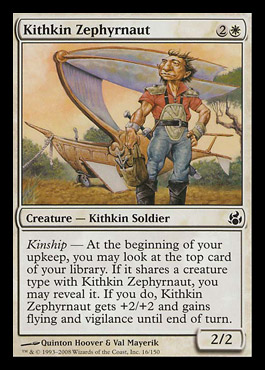 Kithkin Zephyrnaut 2
Creature — Kithkin Soldier
Kinship — At the beginning of your
upkeep, you may look at the top card
of your library. If it shares a creature
type with Kithkin Zephyrnaut, you
may reveal it. If you do, Kithkin
Zephyrnaut gets +2/+2 and gains
flying and vigilance until end of turn.
Quinton Hoover & Val Mayerik
™ & © 1993–2008 Wizards of the Coast, Inc. 16/150
2/2